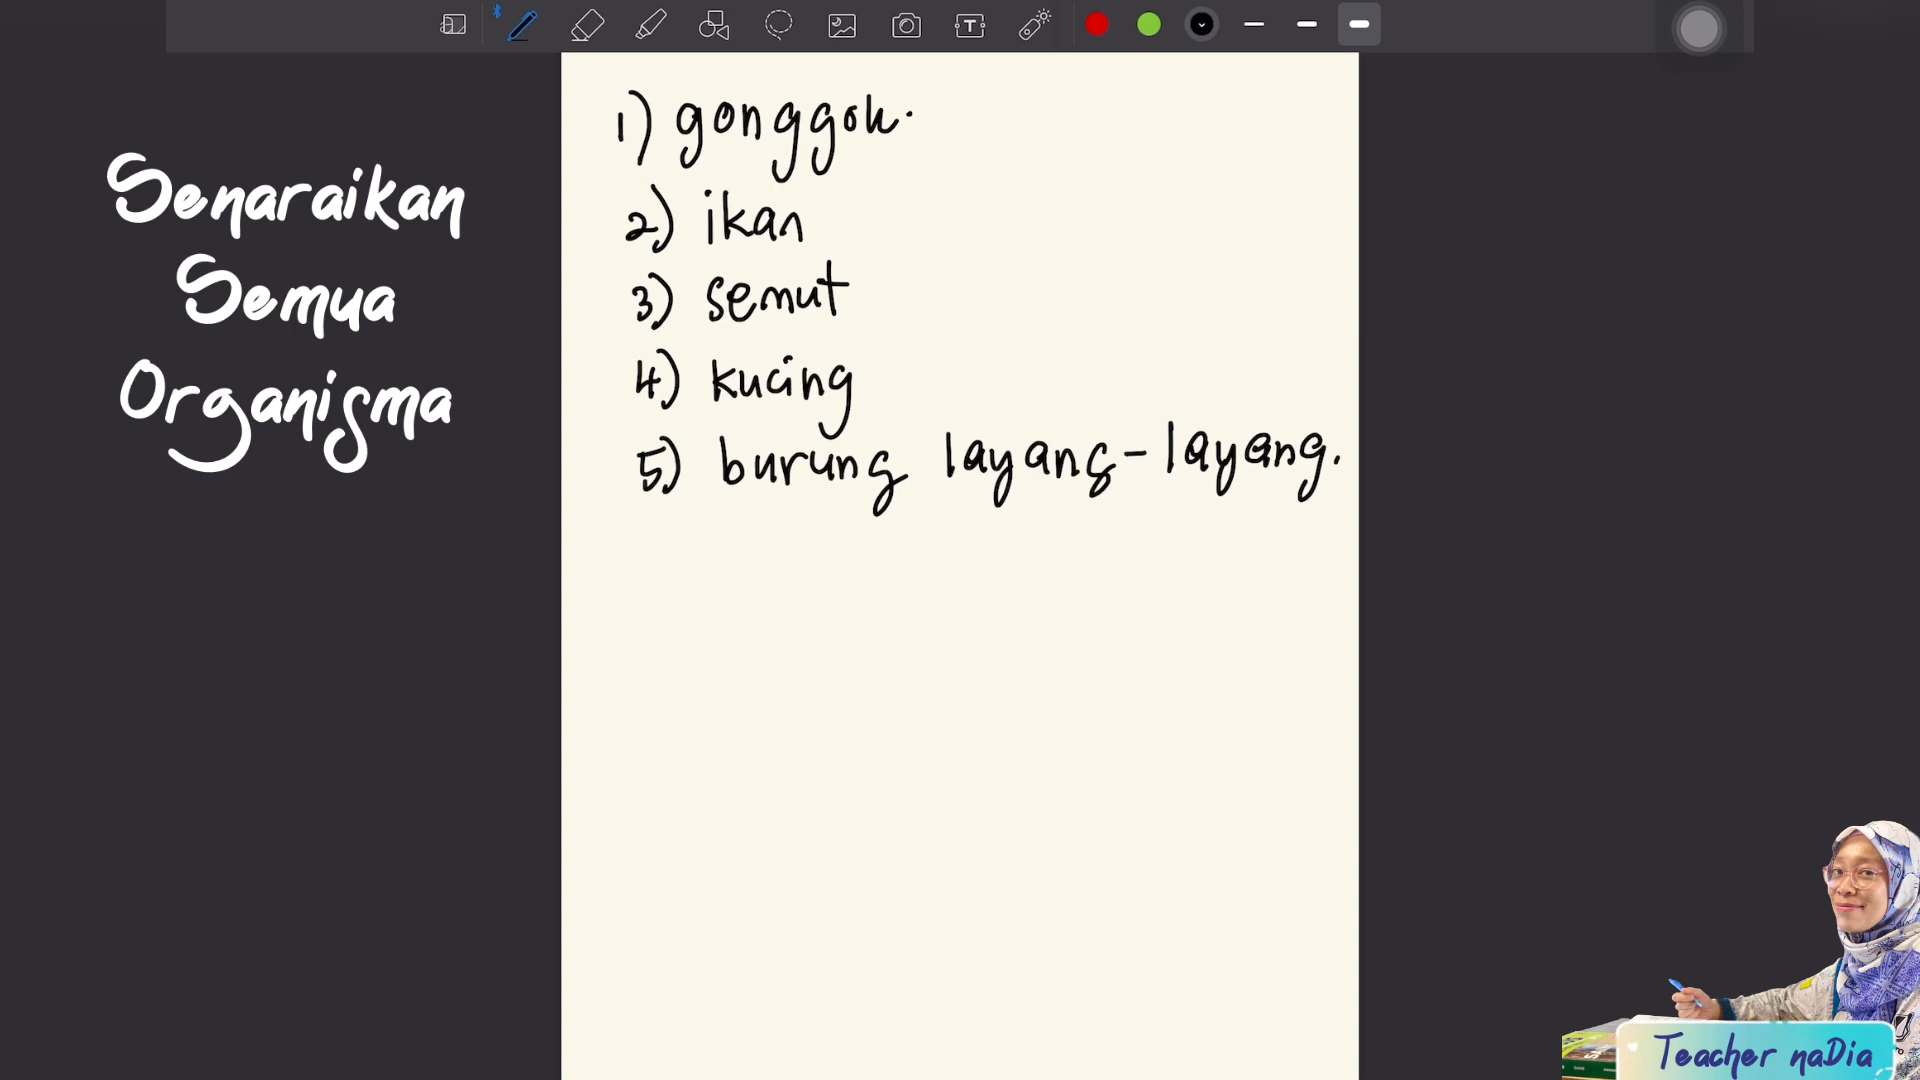 Senaraikan
Semua
Organisma
1) gonggok.
2) ikan
3) semut
4) kucing
5) burung layang-layang.
Teacher naDia